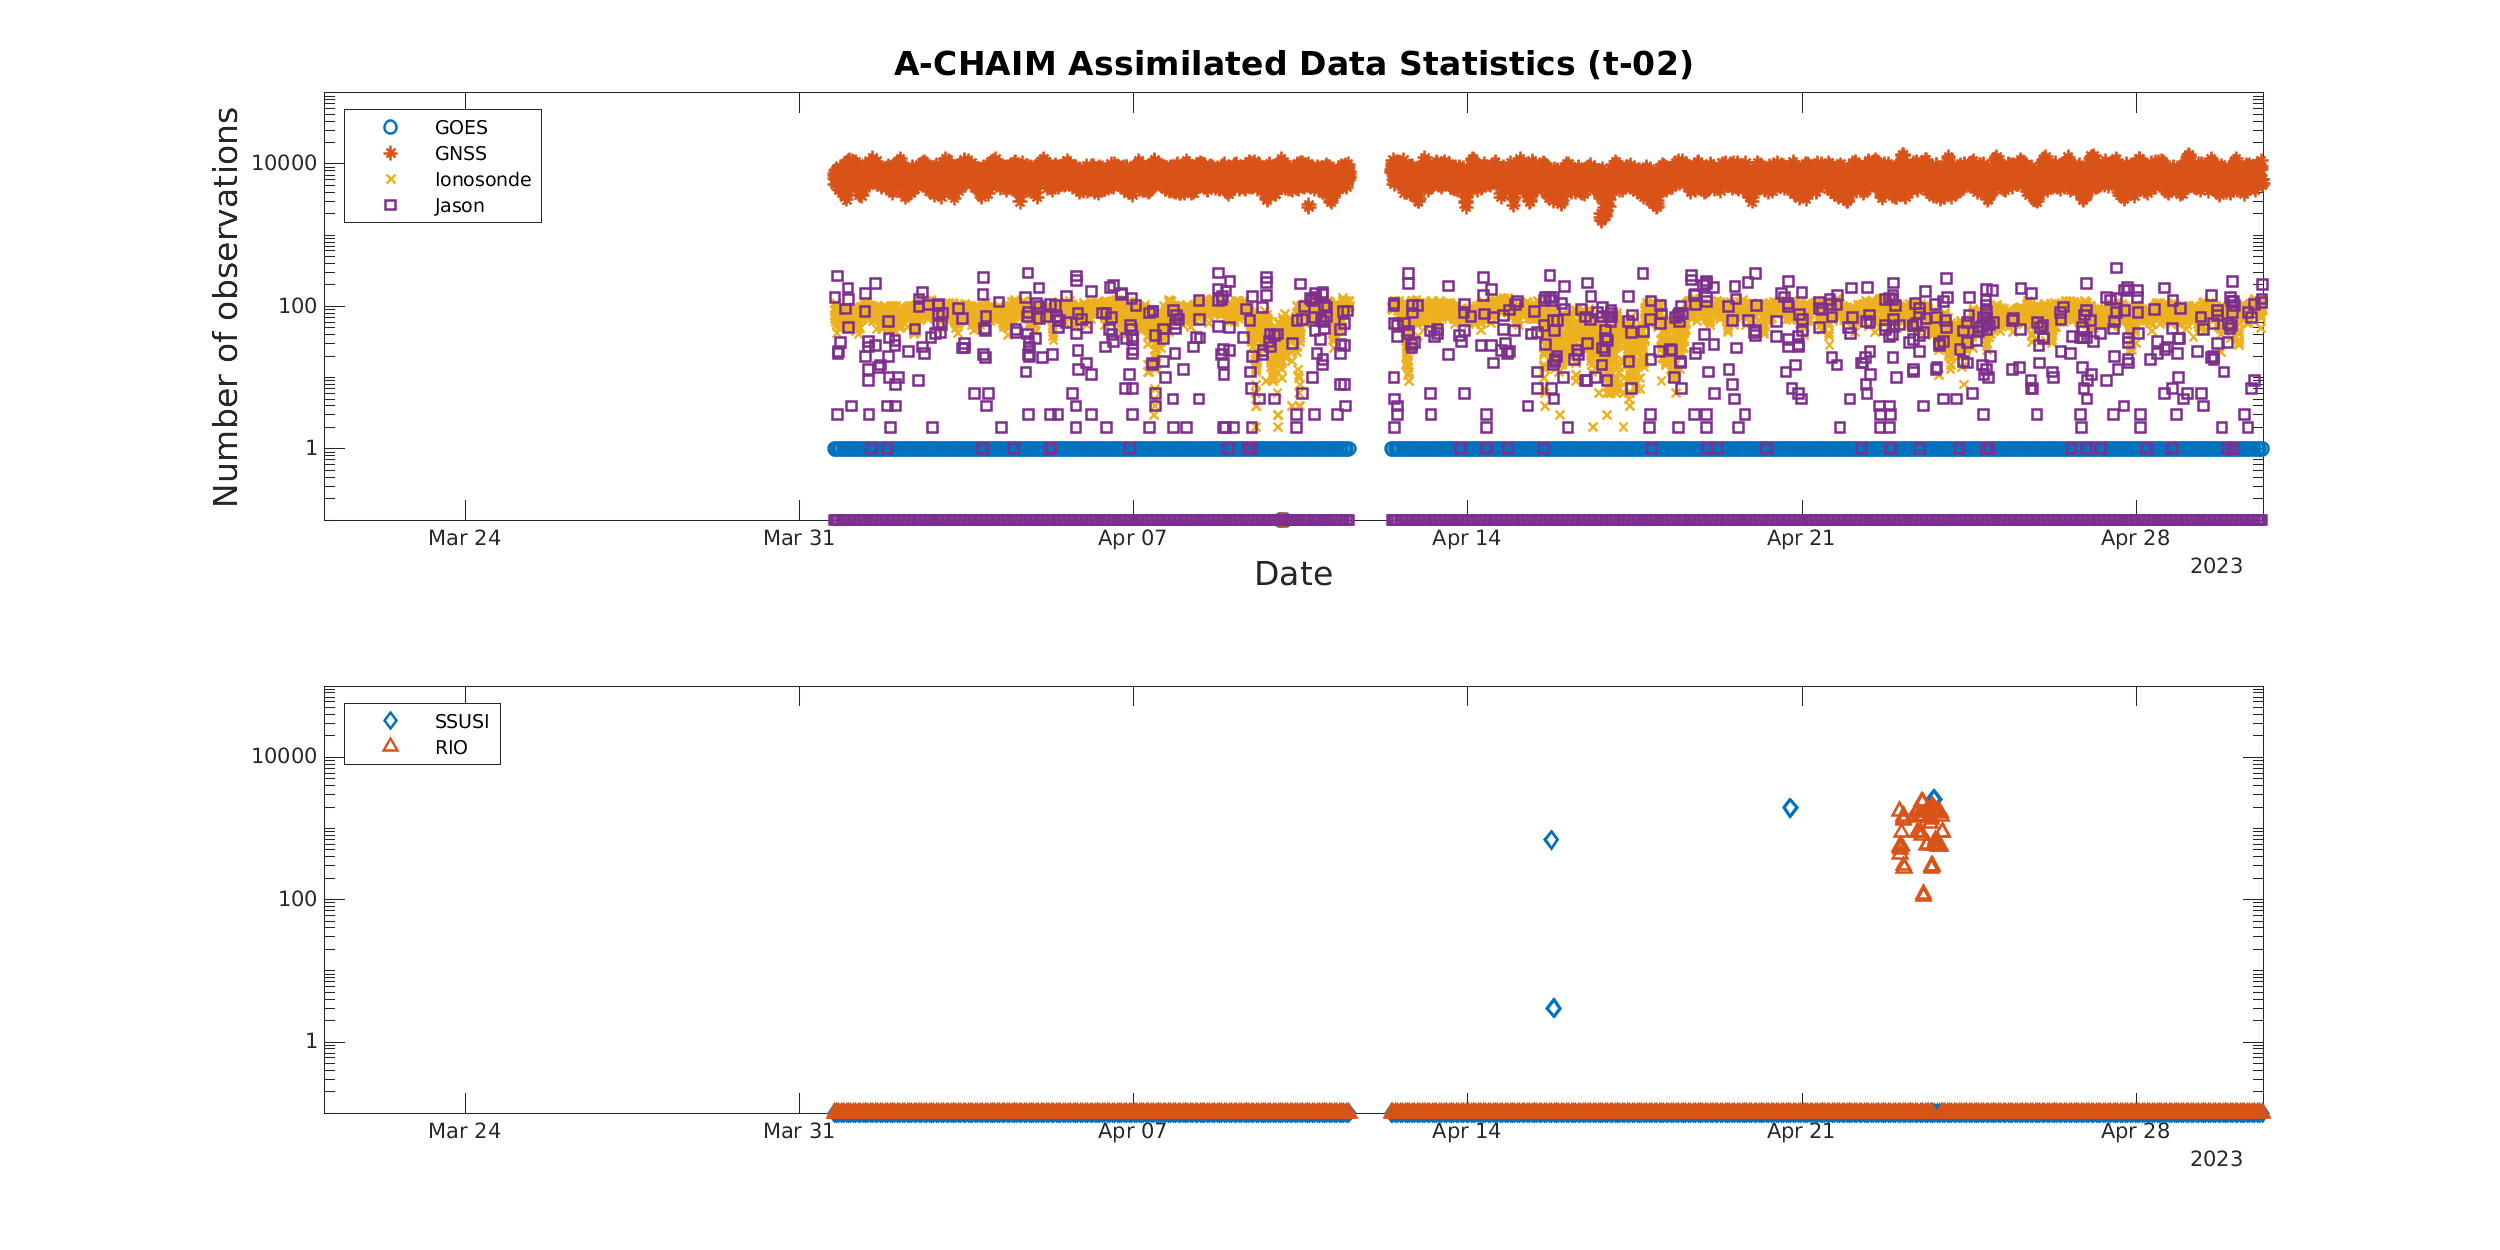 A-CHAIM Assimilated Data Statistics (t-02)
Number of observations
10000
100
1
GOES
GNSS
Ionosonde
Jason
Mar 24 Mar 31 Apr 07 Apr 14 Apr 21 Apr 28
2023
Date
10000
100
1
SSUSI
RIO
Mar 24 Mar 31 Apr 07 Apr 14 Apr 21 Apr 28
2023